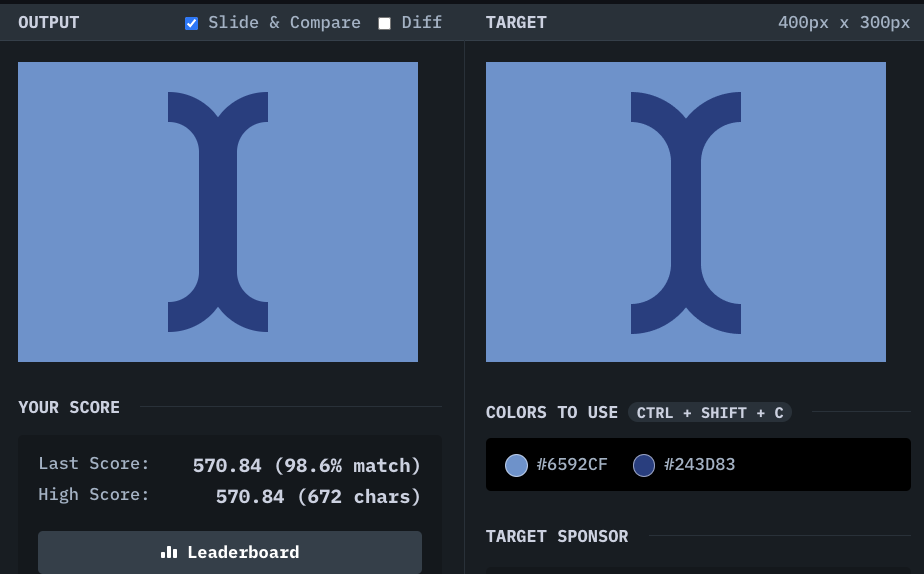 OUTPUT
Slide & Compare
Diff
TARGET
400px x 300px
YOUR SCORE
Last Score:
570.84 (98.6% match)
High Score:
570.84 (672 chars)
Leaderboard
COLORS TO USE
CTRL + SHIFT + C
#6592CF
#243D83
TARGET SPONSOR